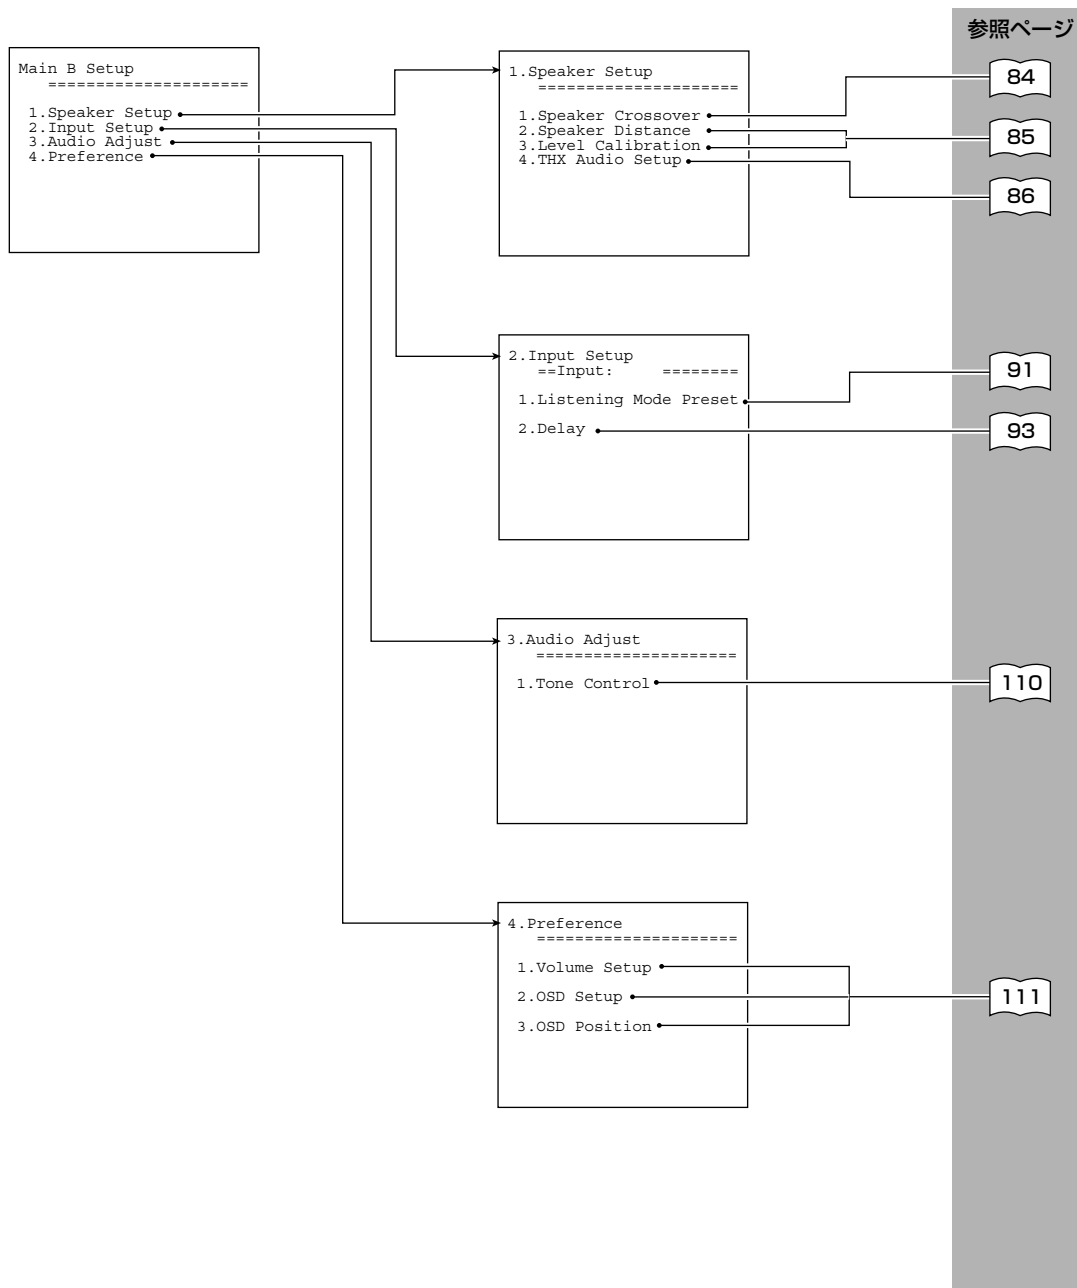 参照ページ
Main B Setup
=====================
1.Speaker Setup
2.Input Setup
3.Audio Adjust
4.Preference
1.Speaker Setup
=====================
1.Speaker Crossover
2.Speaker Distance
3.Level Calibration
4.THX Audio Setup
84
85
86
2.Input Setup
==Input:     ========
1.Listening Mode Preset
2.Delay
91
93
3.Audio Adjust
=====================
1.Tone Control
110
4.Preference
=====================
1.Volume Setup
2.OSD Setup
3.OSD Position
111